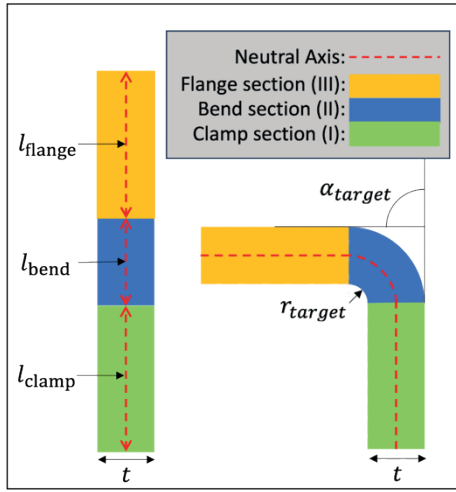 Neutral Axis:
Flange section (III):
Bend section (II):
Clamp section (I):
l_flange
l_bend
l_clamp
t
α_target
r_target
t